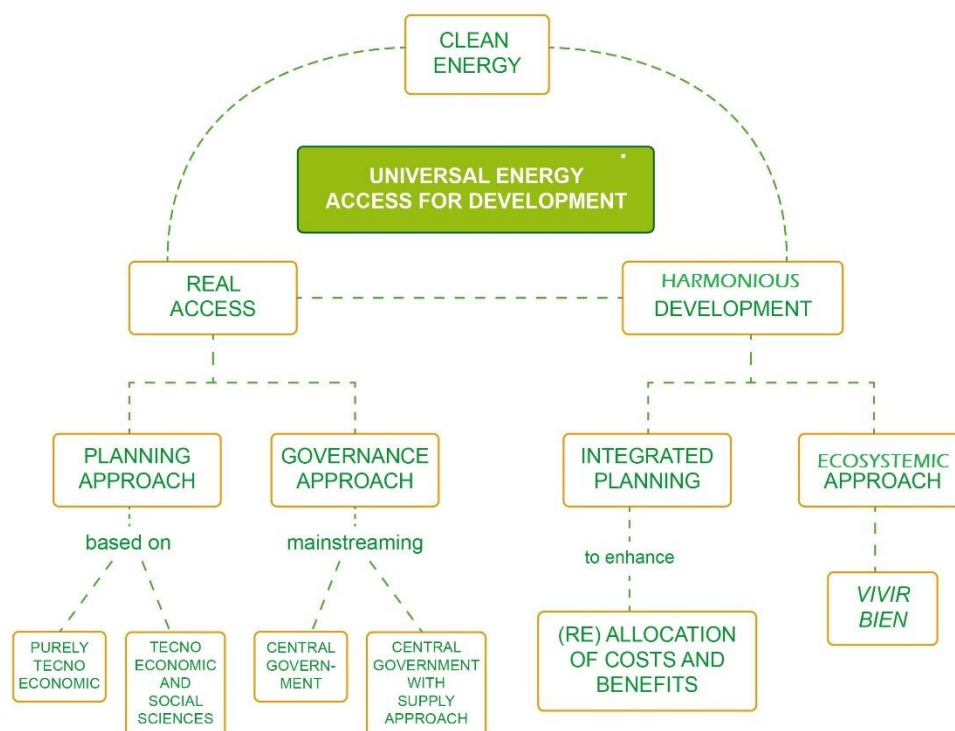 CLEAN
ENERGY
UNIVERSAL ENERGY
ACCESS FOR DEVELOPMENT
REAL
ACCESS
HARMONIOUS
DEVELOPMENT
PLANNING
APPROACH
GOVERNANCE
APPROACH
INTEGRATED
PLANNING
ECOSYSTEMIC
APPROACH
based on
mainstreaming
to enhance
VIVIR
BIEN
PURELY
TECNO
ECONOMIC
TECNO
ECONOMIC
AND
SOCIAL
SCIENCES
CENTRAL
GOVERN-
MENT
CENTRAL
GOVERNMENT
WITH
SUPPLY
APPROACH
(RE) ALLOCATION
OF COSTS AND
BENEFITS